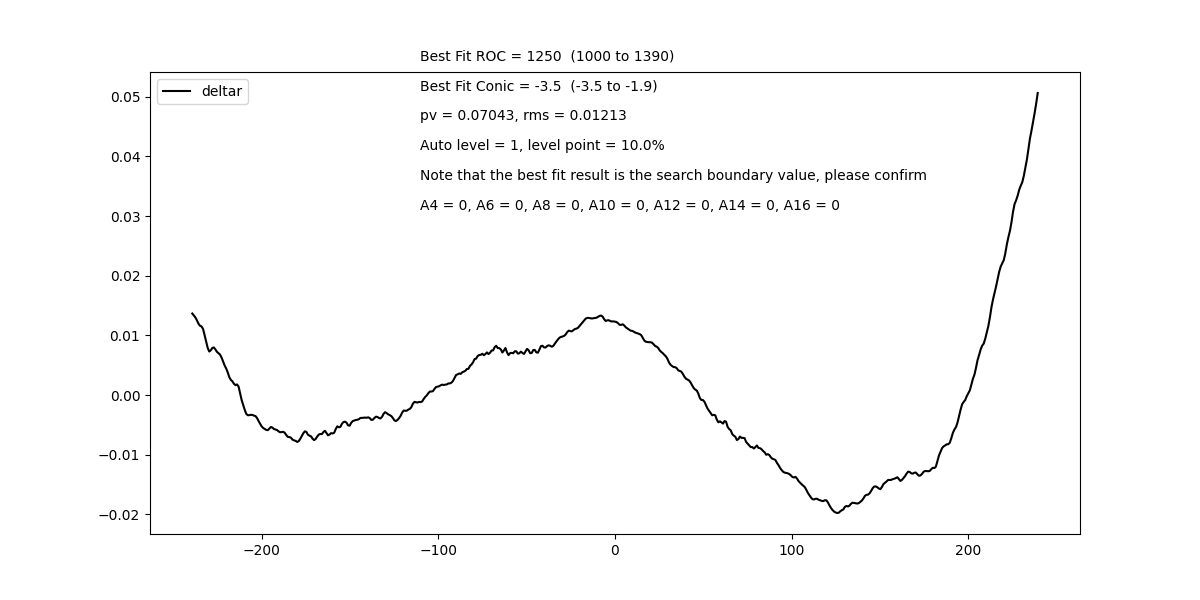 Best Fit ROC = 1250  (1000 to 1390)
deltar
Best Fit Conic = -3.5  (-3.5 to -1.9)
pv = 0.07043, rms = 0.01213
Auto level = 1, level point = 10.0%
Note that the best fit result is the search boundary value, please confirm
A4 = 0, A6 = 0, A8 = 0, A10 = 0, A12 = 0, A14 = 0, A16 = 0
0.05
0.04
0.03
0.02
0.01
0.00
−0.01
−0.02
−200
−100
0
100
200